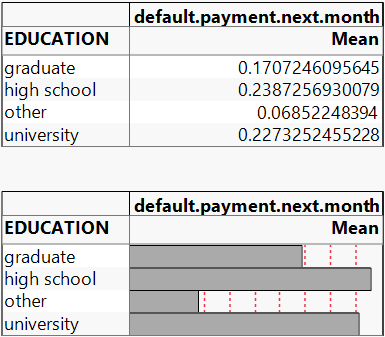 default.payment.next.month
EDUCATION Mean
graduate 0.1707246095645
high school 0.2387256930079
other 0.06852248394
university 0.2273252455228
default.payment.next.month
EDUCATION Mean
graduate
high school
other
university